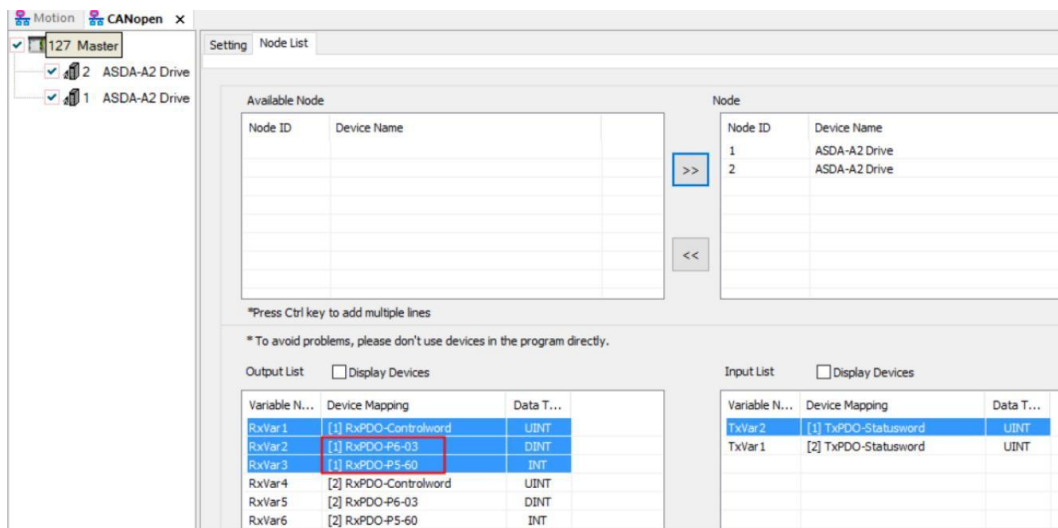 Motion CANopen x
127 Master
2 ASDA-A2 Drive
1 ASDA-A2 Drive
Setting Node List
Available Node
Node ID Device Name
>>
<<
Node
Node ID Device Name
1 ASDA-A2 Drive
2 ASDA-A2 Drive
*Press Ctrl key to add multiple lines
* To avoid problems, please don't use devices in the program directly.
Output List Display Devices
Variable N... Device Mapping Data T...
RxVar1 [1] RxPDO-Controlword UINT
RxVar2 [1] RxPDO-P6-03 DINT
RxVar3 [1] RxPDO-P5-60 INT
RxVar4 [2] RxPDO-Controlword UINT
RxVar5 [2] RxPDO-P6-03 DINT
RxVar6 [2] RxPDO-P5-60 INT
Input List Display Devices
Variable N... Device Mapping Data T...
TxVar2 [1] TxPDO-Statusword UINT
TxVar1 [2] TxPDO-Statusword UINT